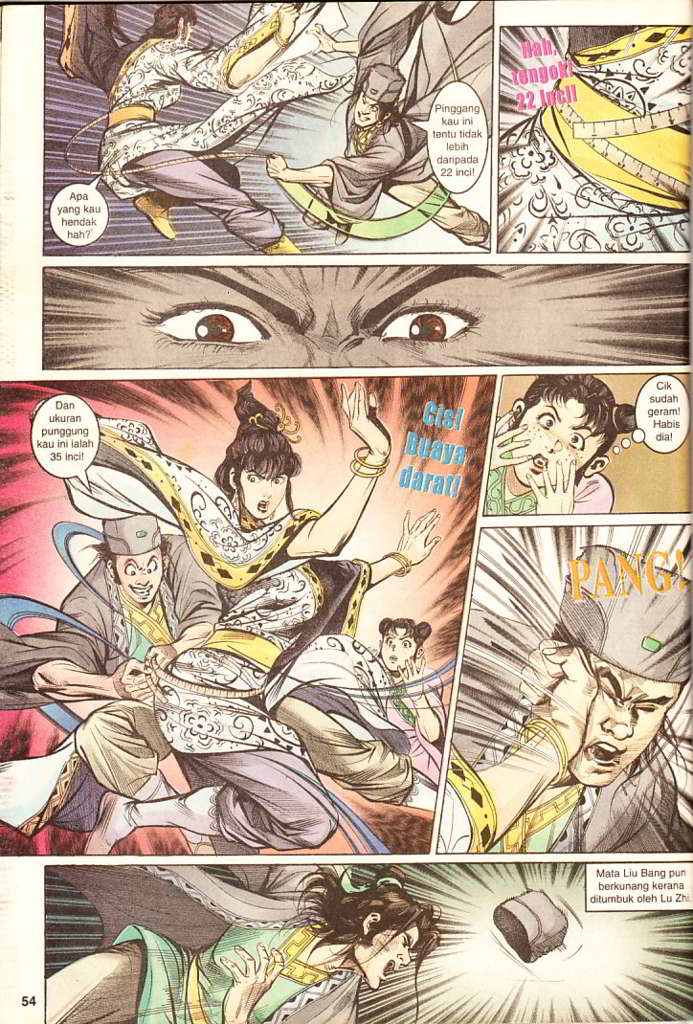 Apa
yang kau
hendak
hah?
Pinggang
kau ini
tentu tidak
lebih
daripada
22 inci!
Hah,
tengok!
22 Inci!
Dan
ukuran
punggung
kau ini ialah
35 inci!
Cis!
Buaya
darat!
Cik
sudah
geram!
Habis
dia!
PANG!
Mata Liu Bang pun
berkunang kerana
ditumbuk oleh Lu Zhi.
54